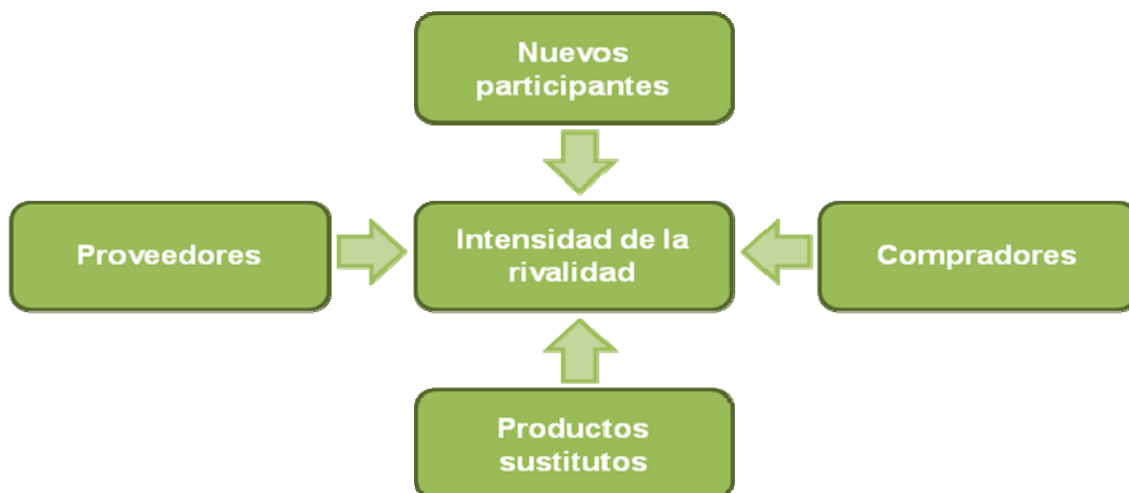 Nuevos
participantes
Proveedores
Intensidad de la
rivalidad
Compradores
Productos
sustitutos